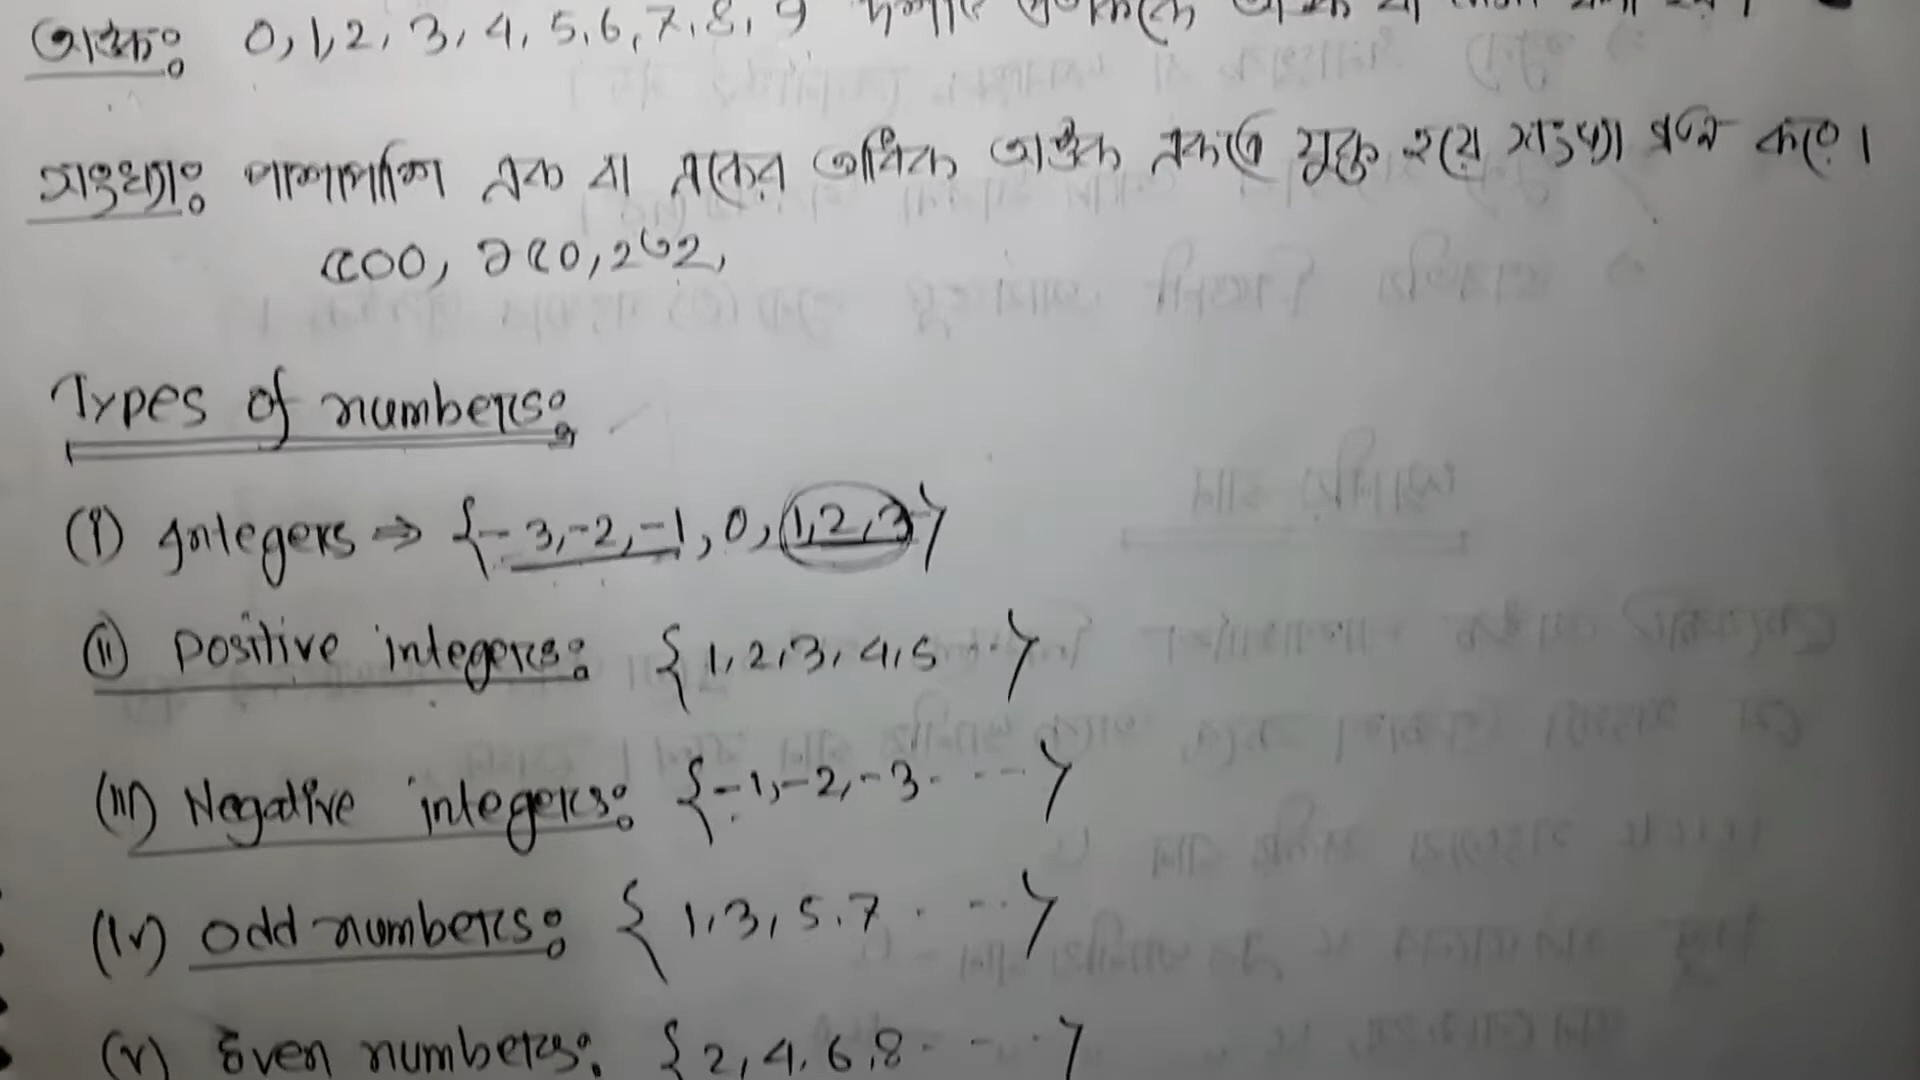 অঙ্কঃ 0, 1, 2, 3, 4, 5, 6, 7, 8, 9
সংখ্যাঃ পাশাপাশি এক বা একের অধিক অঙ্ক একত্রে যুক্ত হয়ে সংখ্যা গঠন করে।
৫00, ৯৫0, ২৬২,
Types of numbers:
(i) Integers ⇒ {-3, -2, -1, 0, 1, 2, 3}
(ii) Positive integers: {1, 2, 3, 4, 5 ...}
(iii) Negative integers: {-1, -2, -3 ....}
(iv) Odd numbers: {1, 3, 5, 7 ....}
(v) Even numbers: {2, 4, 6, 8 ....}